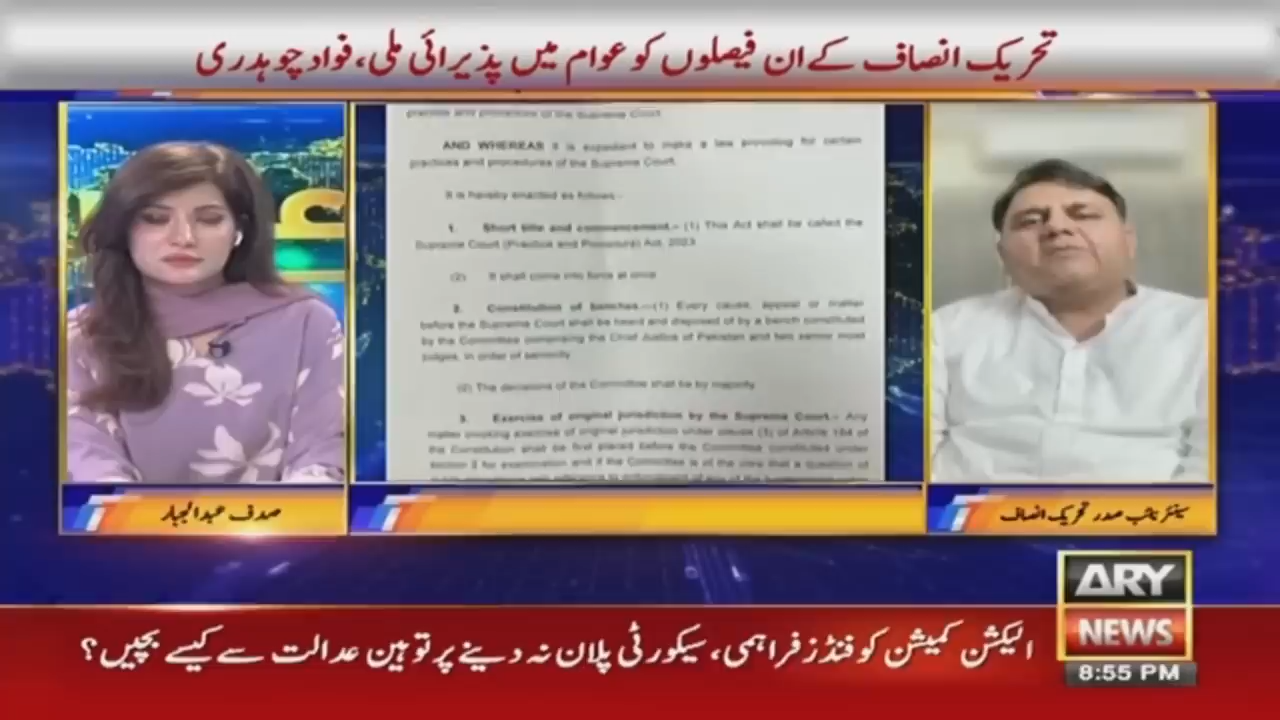 تحریک انصاف کے ان فیصلوں کو عوام میں پذیرائی ملی، فواد چوہدری
practice and procedures of the Supreme Court.
AND WHEREAS it is expedient to make a law providing for certain
practices and procedures of the Supreme Court.
It is hereby enacted as follows:-
1. Short title and commencement.- (1) This Act shall be called the
Supreme Court (Practice and Procedure) Act, 2023
(2) It shall come into force at once
2. Constitution of benches.—(1) Every cause, appeal or matter
before the Supreme Court shall be heard and disposed of by a bench constituted
by the Committee comprising the Chief Justice of Pakistan and two senior most
judges, in order of seniority
(2) The decisions of the Committee shall be by majority
3. Exercise of original jurisdiction by the Supreme Court.- Any
matter invoking exercise of original jurisdiction under clause (3) of Article 184 of
the Constitution shall be first placed before the Committee constituted under
section 2 for examination and if the Committee is of the view that a question of
صدف عبدالجبار
سینئر نائب صدر تحریک انصاف
ARY
NEWS
الیکشن کمیشن کو فنڈز فراہمی، سیکورٹی پلان نہ دینے پر توہین عدالت سے کیسے بچیں؟
8:55 PM